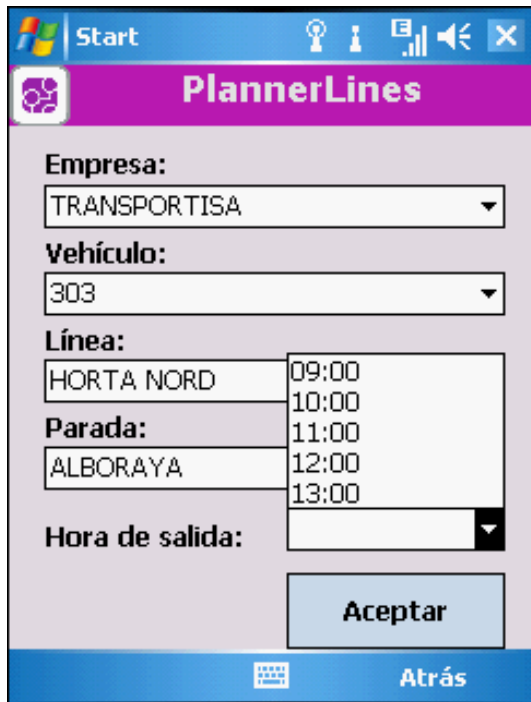 Start
PlannerLines
Empresa:
TRANSPORTISA
Vehículo:
303
Línea:
HORTA NORD
Parada:
ALBORAYA
09:00
10:00
11:00
12:00
13:00
Hora de salida:
Aceptar
Atrás